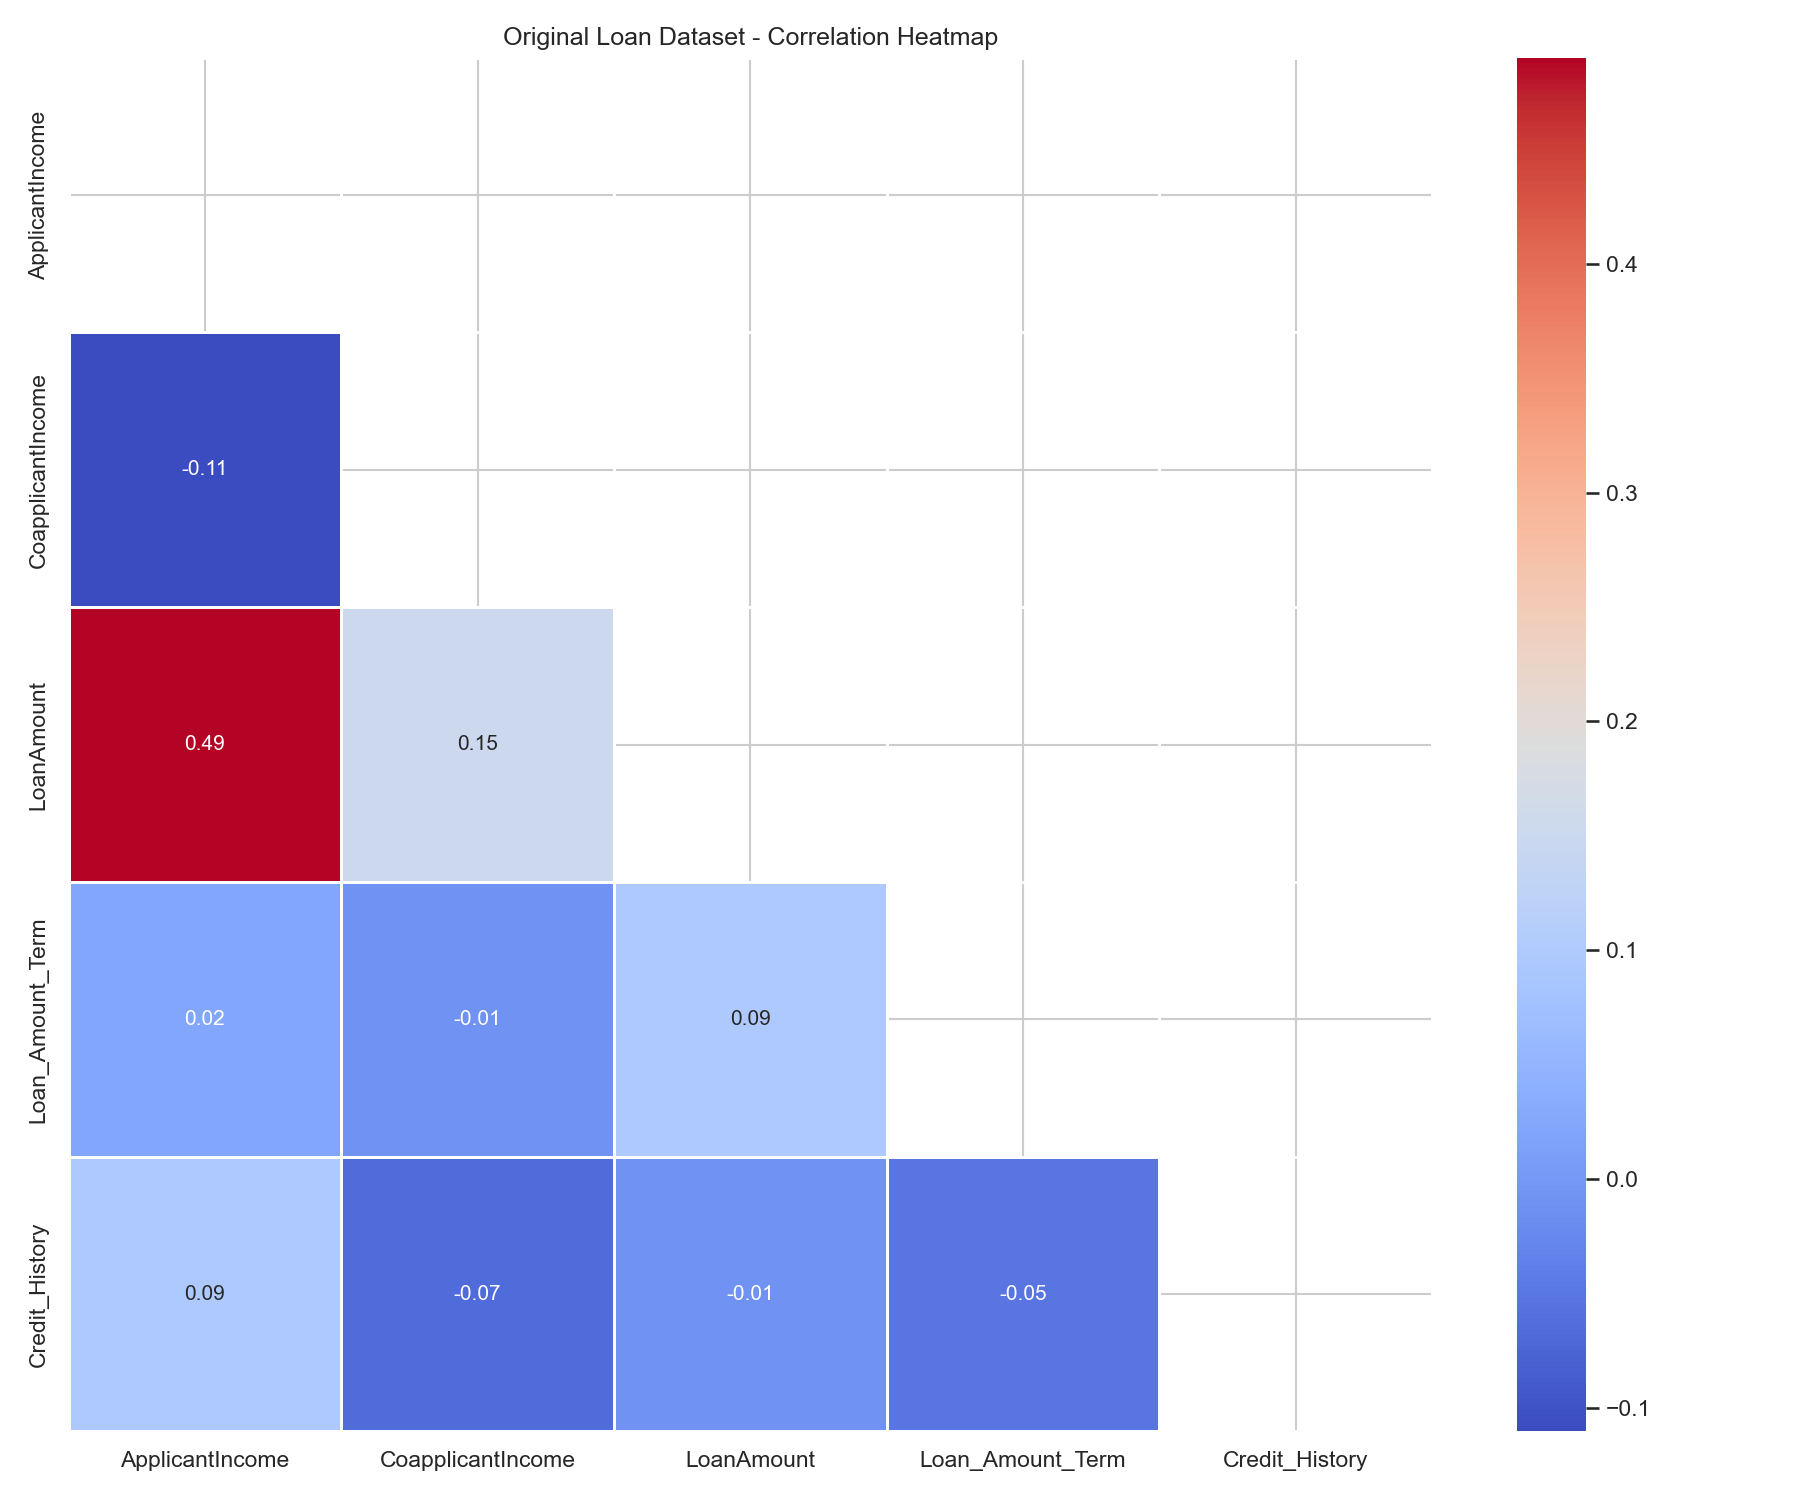 Original Loan Dataset - Correlation Heatmap
ApplicantIncome
CoapplicantIncome
LoanAmount
Loan_Amount_Term
Credit_History
-0.11
0.49 0.15
0.02 -0.01 0.09
0.09 -0.07 -0.01 -0.05
ApplicantIncome CoapplicantIncome LoanAmount Loan_Amount_Term Credit_History
0.4
0.3
0.2
0.1
0.0
−0.1